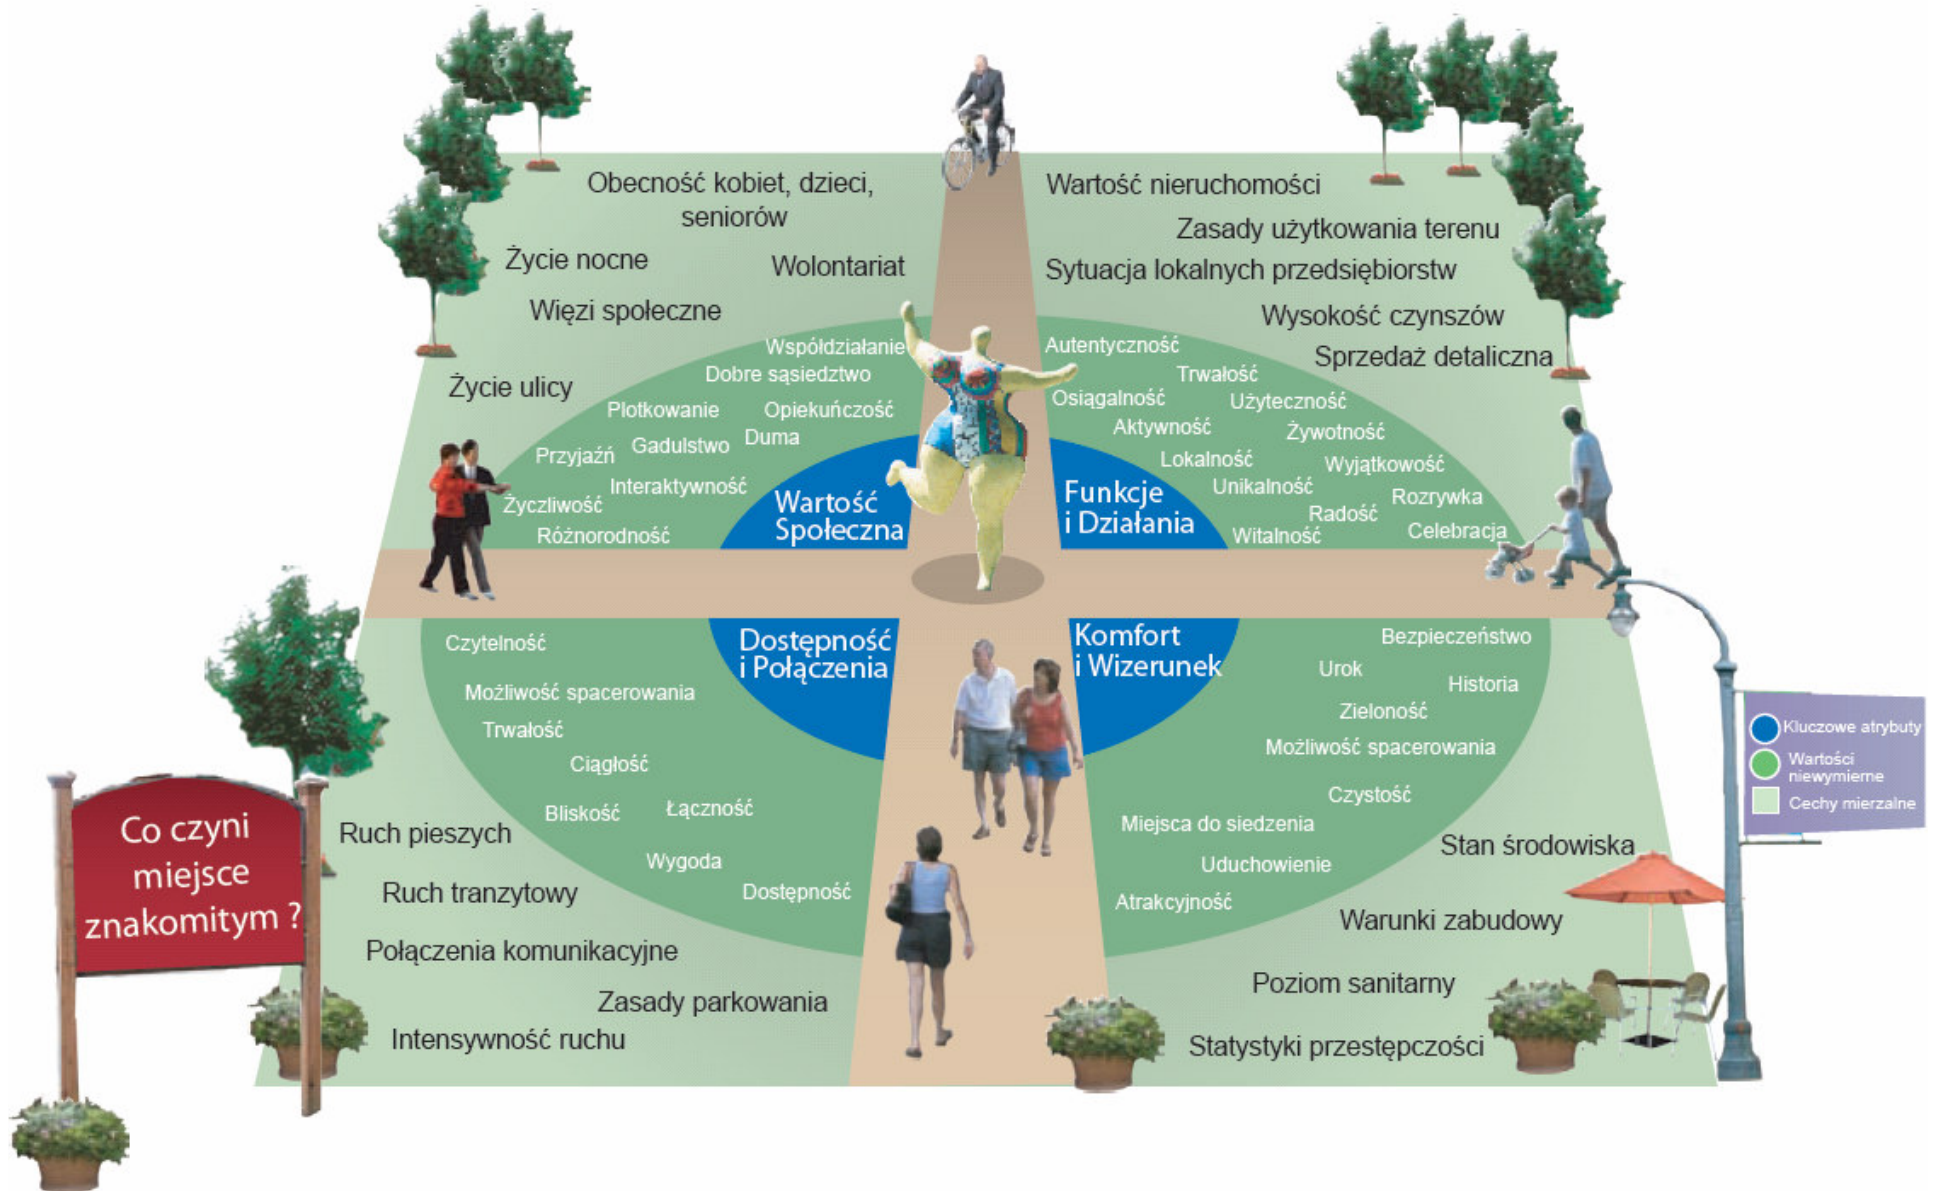 Obecność kobiet, dzieci,
seniorów
Życie nocne
Wolontariat
Więzi społeczne
Życie ulicy
Współdziałanie
Dobre sąsiedztwo
Plotkowanie
Opiekuńczość
Duma
Gadulstwo
Przyjaźń
Interaktywność
Życzliwość
Różnorodność
Wartość
Społeczna
Wartość nieruchomości
Zasady użytkowania terenu
Sytuacja lokalnych przedsiębiorstw
Wysokość czynszów
Sprzedaż detaliczna
Autentyczność
Trwałość
Osiągalność
Użyteczność
Aktywność
Żywotność
Lokalność
Wyjątkowość
Unikalność
Rozrywka
Radość
Witalność
Celebracja
Funkcje
i Działania
Dostępność
i Połączenia
Czytelność
Możliwość spacerowania
Trwałość
Ciągłość
Bliskość
Łączność
Wygoda
Dostępność
Ruch pieszych
Ruch tranzytowy
Połączenia komunikacyjne
Zasady parkowania
Intensywność ruchu
Komfort
i Wizerunek
Bezpieczeństwo
Urok
Historia
Zieloność
Możliwość spacerowania
Czystość
Miejsca do siedzenia
Uduchowienie
Atrakcyjność
Stan środowiska
Warunki zabudowy
Poziom sanitarny
Statystyki przestępczości
Co czyni
miejsce
znakomitym ?
Kluczowe atrybuty
Wartości
niewymierne
Cechy mierzalne